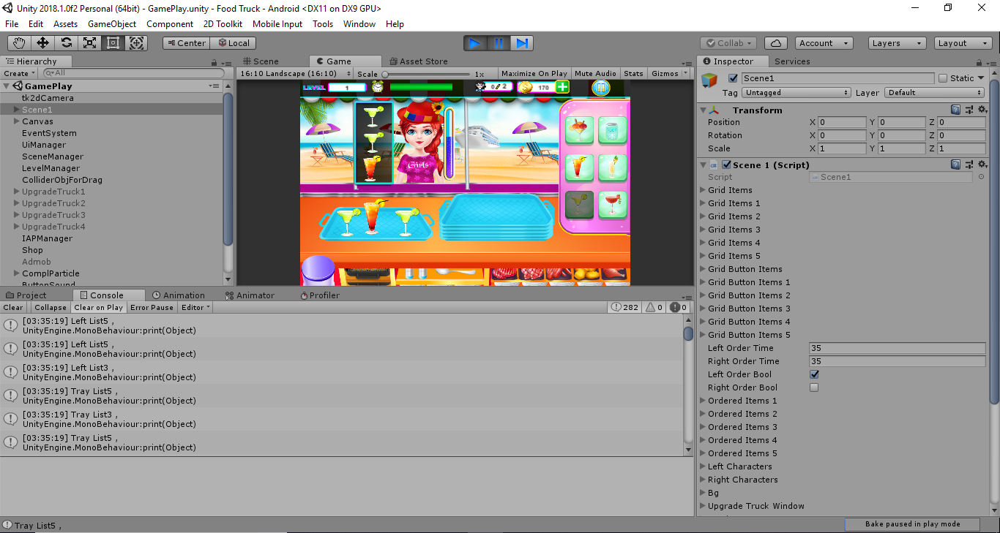 Unity 2018.1.0f2 Personal (64bit) - GamePlay.unity - Food Truck - Android <DX11 on DX9 GPU>
File Edit Assets GameObject Component 2D Toolkit Mobile Input Tools Window Help
Center Local
Collab Account Layers Layout
Hierarchy
Create All
GamePlay
tk2dCamera
Scene1
Canvas
EventSystem
UiManager
SceneManager
LevelManager
ColliderObjForDrag
UpgradeTruck1
UpgradeTruck2
UpgradeTruck3
UpgradeTruck4
IAPManager
Shop
Admob
ComplParticle
ButtonSound
Scene Game Asset Store
16:10 Landscape (16:10) Scale 1x Maximize On Play Mute Audio Stats Gizmos
LEVEL 1 0/2 170
Girls
Project Console Animation Animator Profiler
Clear Collapse Clear on Play Error Pause Editor 282 0 0
[03:35:19] Left List5 ,
UnityEngine.MonoBehaviour:print(Object)
[03:35:19] Left List5 ,
UnityEngine.MonoBehaviour:print(Object)
[03:35:19] Left List3 ,
UnityEngine.MonoBehaviour:print(Object)
[03:35:19] Tray List5 ,
UnityEngine.MonoBehaviour:print(Object)
[03:35:19] Tray List3 ,
UnityEngine.MonoBehaviour:print(Object)
[03:35:19] Tray List5 ,
UnityEngine.MonoBehaviour:print(Object)
Inspector Services
Scene1 Static
Tag Untagged Layer Default
Transform
Position X 0 Y 0 Z 0
Rotation X 0 Y 0 Z 0
Scale X 1 Y 1 Z 1
Scene 1 (Script)
Script Scene1
Grid Items
Grid Items 1
Grid Items 2
Grid Items 3
Grid Items 4
Grid Items 5
Grid Button Items
Grid Button Items 1
Grid Button Items 2
Grid Button Items 3
Grid Button Items 4
Grid Button Items 5
Left Order Time 35
Right Order Time 35
Left Order Bool
Right Order Bool
Ordered Items 1
Ordered Items 2
Ordered Items 3
Ordered Items 4
Ordered Items 5
Left Characters
Right Characters
Bg
Upgrade Truck Window
Tray List5 ,
Bake paused in play mode